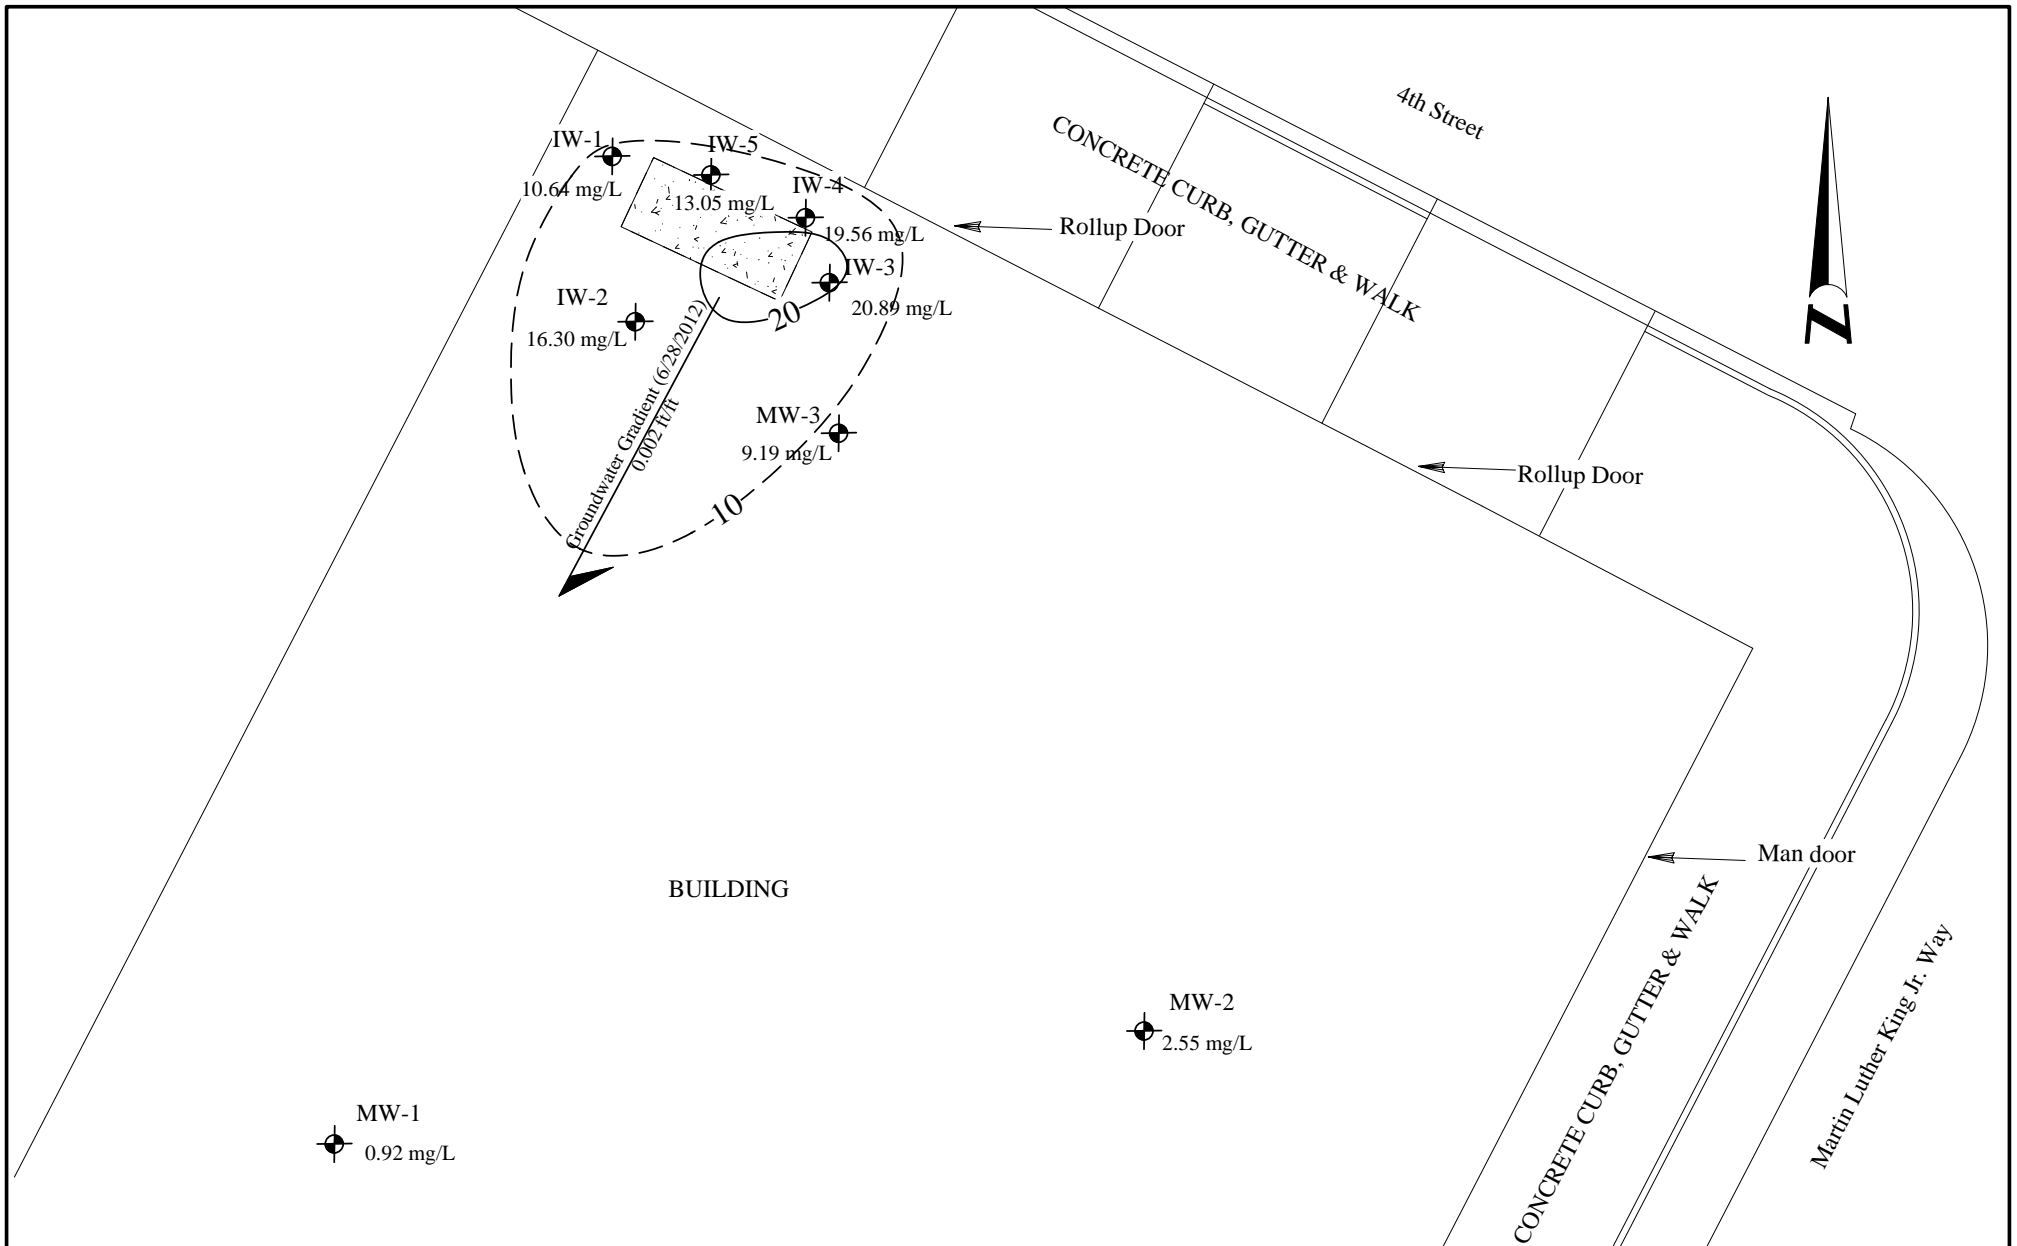 4th Street
CONCRETE CURB, GUTTER & WALK
IW-1
IW-5
10.64 mg/L
IW-4
13.05 mg/L
19.56 mg/L
Rollup Door
IW-3
IW-2
20.89 mg/L
20
16.30 mg/L
Groundwater Gradient (6/28/2012)
0.002 ft/ft
MW-3
9.19 mg/L
10
Rollup Door
N
Man door
BUILDING
CONCRETE CURB, GUTTER & WALK
Martin Luther King Jr. Way
MW-2
2.55 mg/L
MW-1
0.92 mg/L